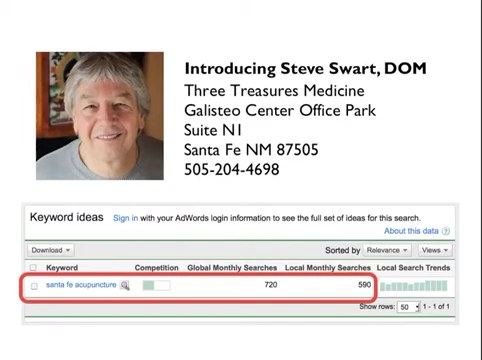 Introducing Steve Swart, DOM
Three Treasures Medicine
Galisteo Center Office Park
Suite N1
Santa Fe NM 87505
505-204-4698
Keyword ideas Sign in with your AdWords login information to see the full set of ideas for this search.
About this data
Download Sorted by Relevance Views
Keyword Competition Global Monthly Searches Local Monthly Searches Local Search Trends
santa fe acupuncture 720 590
Show rows: 50 1 - 1 of 1